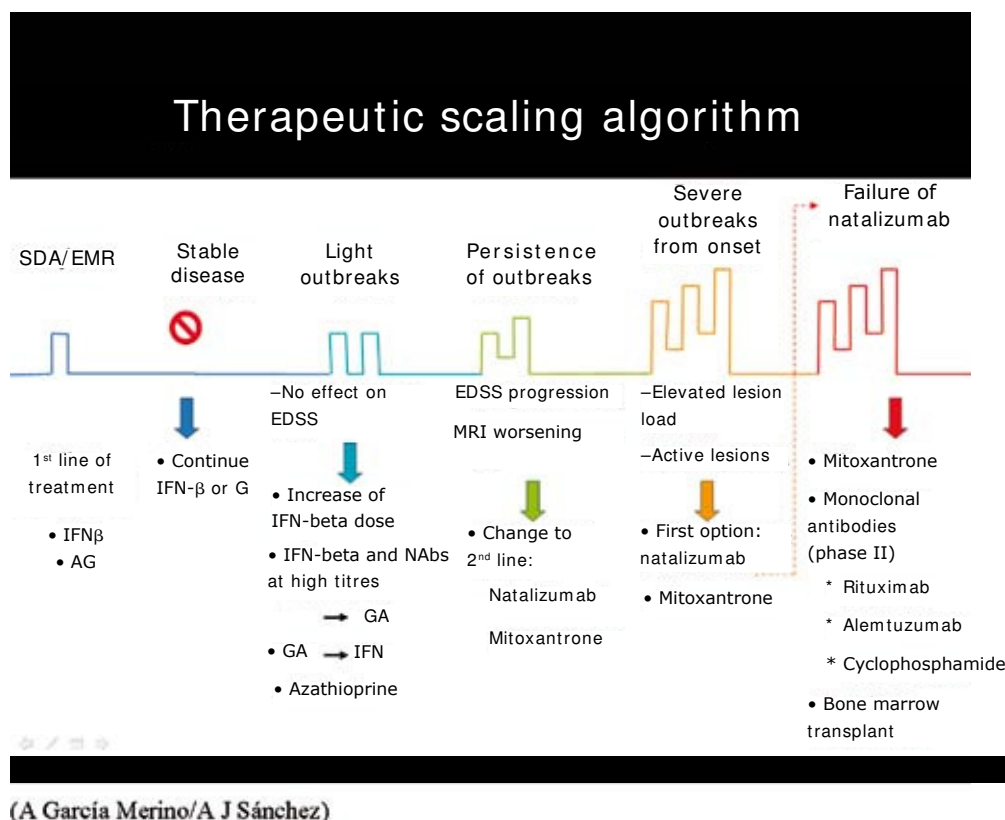 Therapeutic scaling algorithm
SDA/EMR
1st line of
treatment
• IFNβ
• AG
Stable
disease
• Continue
IFN-β or G
Light
outbreaks
–No effect on
EDSS
• Increase of
IFN-beta dose
• IFN-beta and NAbs
at high titres
→ GA
• GA → IFN
• Azathioprine
Persistence
of outbreaks
EDSS progression
MRI worsening
• Change to
2nd line:
Natalizumab
Mitoxantrone
Severe
outbreaks
from onset
–Elevated lesion
load
–Active lesions
• First option:
natalizumab
• Mitoxantrone
Failure of
natalizumab
• Mitoxantrone
• Monoclonal
antibodies
(phase II)
* Rituximab
* Alemtuzumab
* Cyclophosphamide
• Bone marrow
transplant
(A García Merino/A J Sánchez)